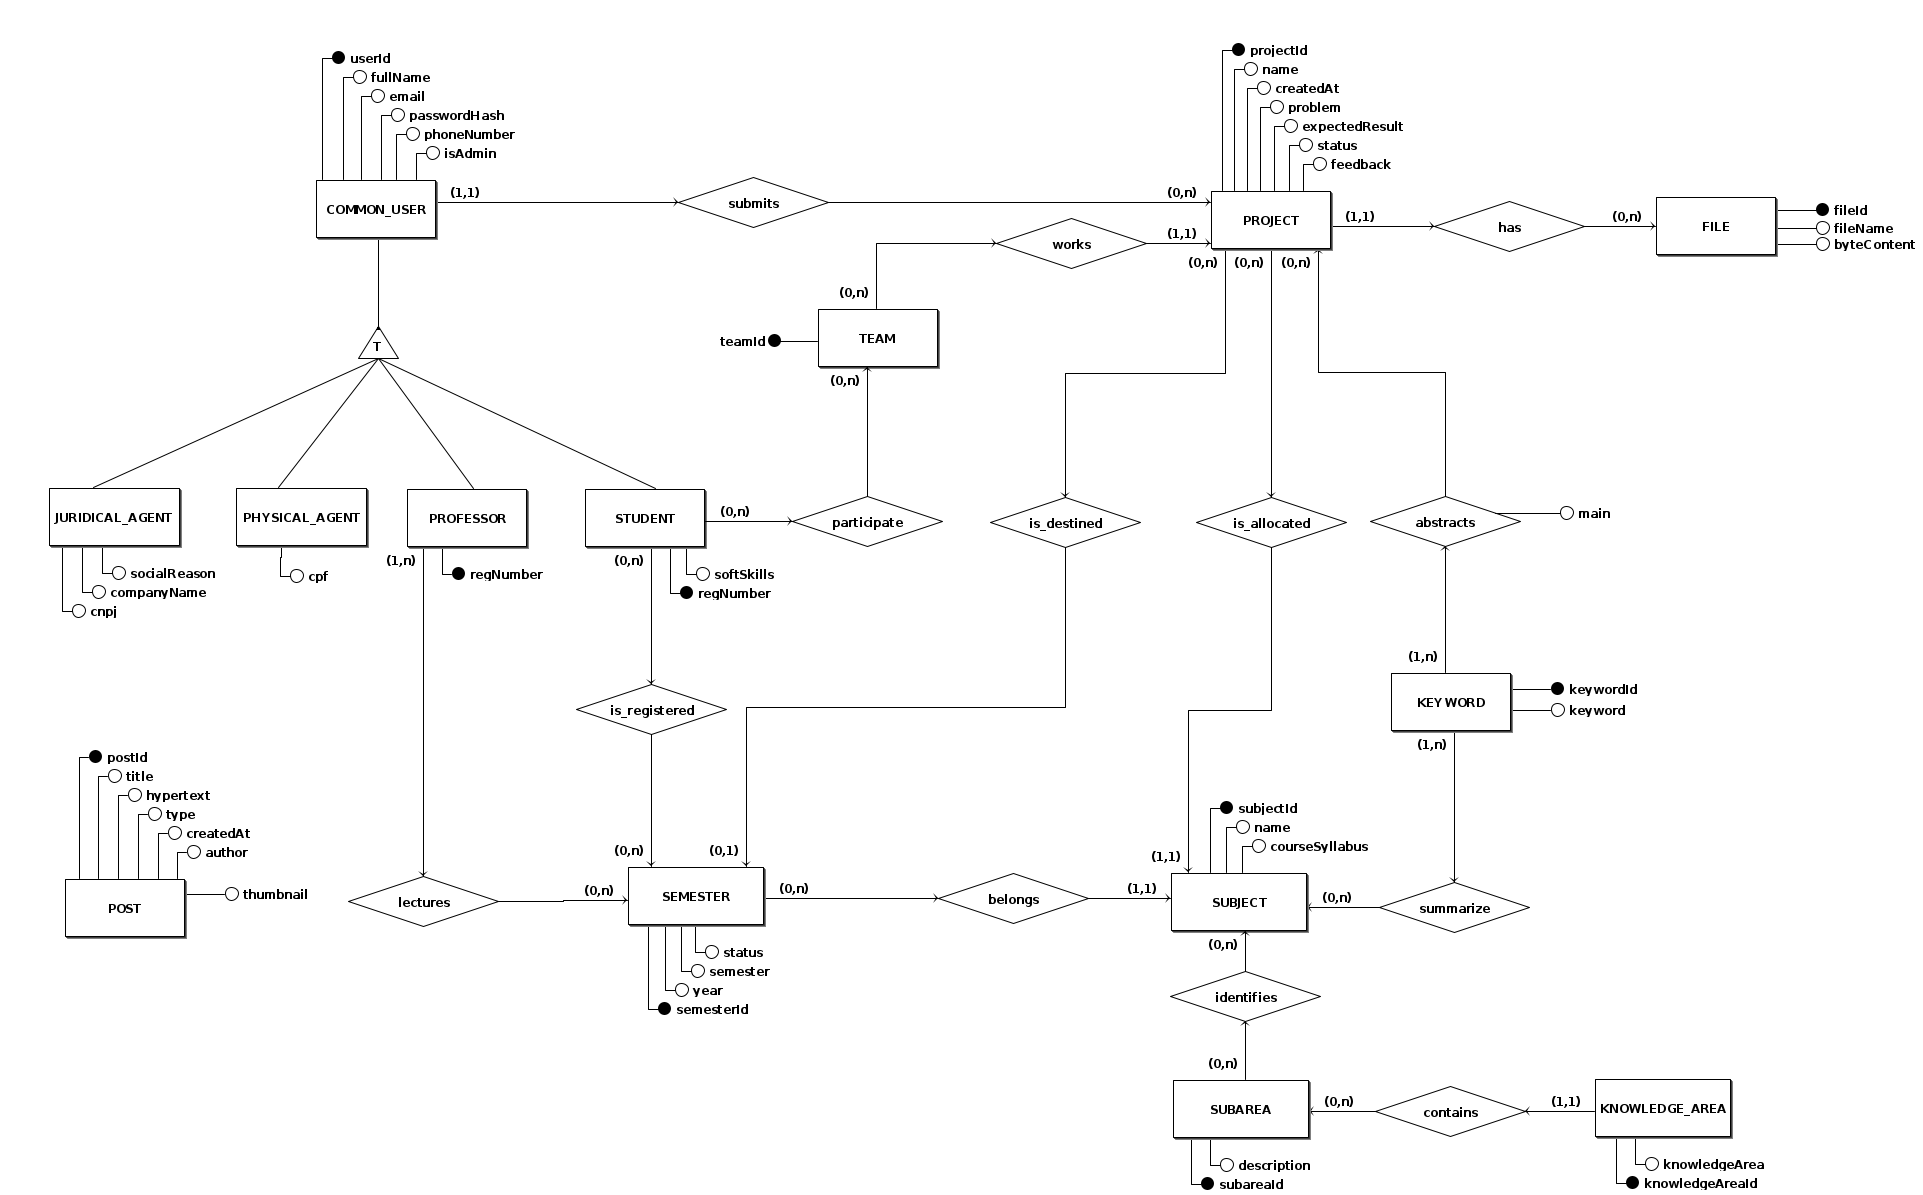 userId
fullName
email
passwordHash
phoneNumber
isAdmin
COMMON_USER
(1,1)
submits
(0,n)
projectId
name
createdAt
problem
expectedResult
status
feedback
PROJECT
(1,1)
has
(0,n)
FILE
fileId
fileName
byteContent
works
(1,1)
(0,n)
(0,n)
(0,n)
(0,n)
TEAM
teamId
(0,n)
T
JURIDICAL_AGENT
socialReason
companyName
cnpj
PHYSICAL_AGENT
cpf
PROFESSOR
(1,n)
regNumber
STUDENT
(0,n)
(0,n)
softSkills
regNumber
participate
is_destined
is_allocated
abstracts
main
is_registered
(1,n)
KEYWORD
keywordId
keyword
(1,n)
postId
title
hypertext
type
createdAt
author
thumbnail
POST
lectures
(0,n)
(0,n)
(0,1)
SEMESTER
(0,n)
status
semester
year
semesterId
belongs
(1,1)
(1,1)
subjectId
name
courseSyllabus
SUBJECT
(0,n)
summarize
(0,n)
identifies
(0,n)
SUBAREA
(0,n)
description
subareaId
contains
(1,1)
KNOWLEDGE_AREA
knowledgeArea
knowledgeAreaId